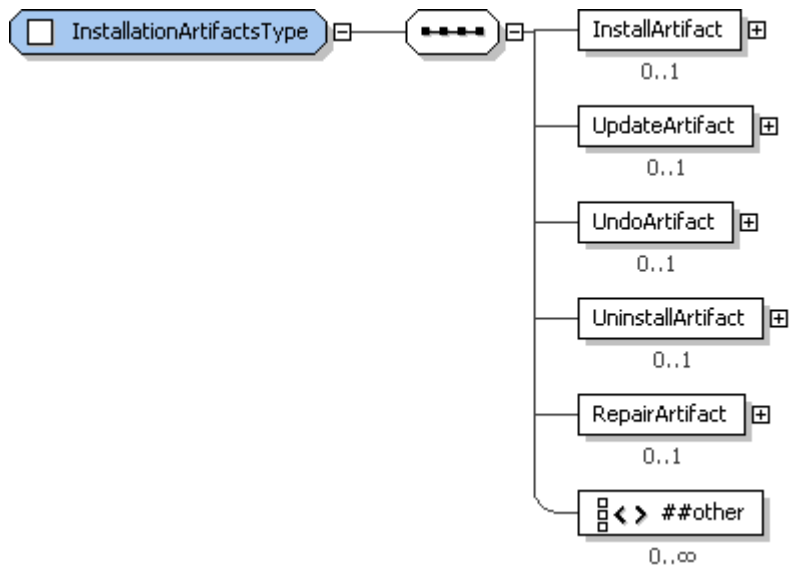 InstallationArtifactsType
InstallArtifact
0..1
UpdateArtifact
0..1
UndoArtifact
0..1
UninstallArtifact
0..1
RepairArtifact
0..1
##other
0..∞